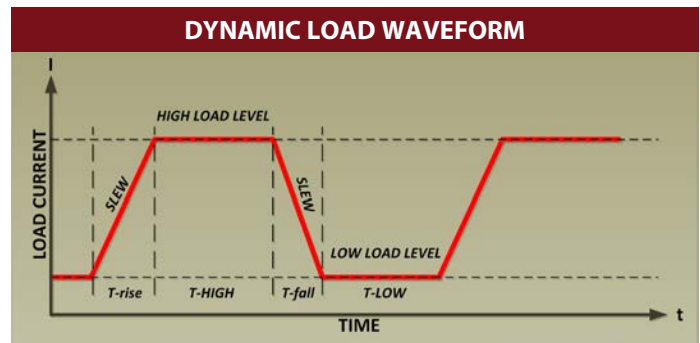 DYNAMIC LOAD WAVEFORM
I
HIGH LOAD LEVEL
LOAD CURRENT
SLEW
SLEW
LOW LOAD LEVEL
T-rise
T-HIGH
T-fall
T-LOW
t
TIME